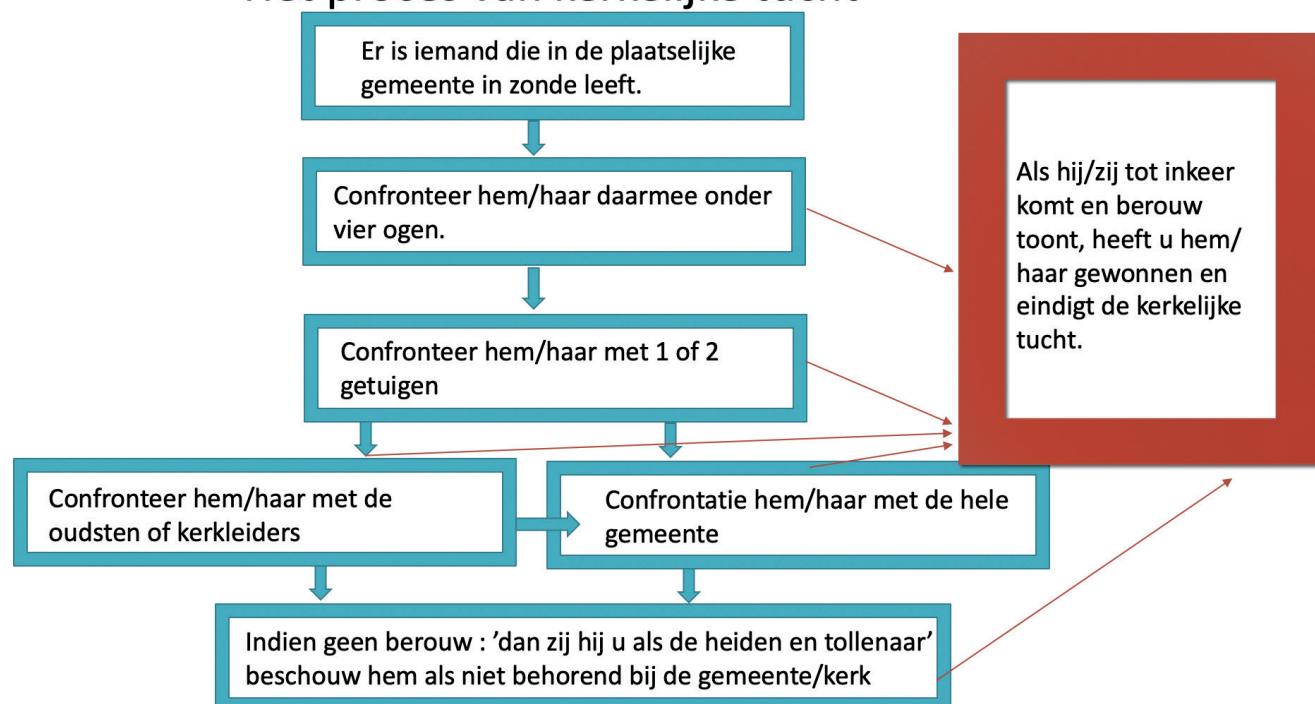 Er is iemand die in de plaatselijke
gemeente in zonde leeft.
Confronteer hem/haar daarmee onder
vier ogen.
Confronteer hem/haar met 1 of 2
getuigen
Confronteer hem/haar met de
oudsten of kerkleiders
Confrontatie hem/haar met de hele
gemeente
Indien geen berouw : ’dan zij hij u als de heiden en tollenaar’
beschouw hem als niet behorend bij de gemeente/kerk
Als hij/zij tot inkeer
komt en berouw
toont, heeft u hem/
haar gewonnen en
eindigt de kerkelijke
tucht.